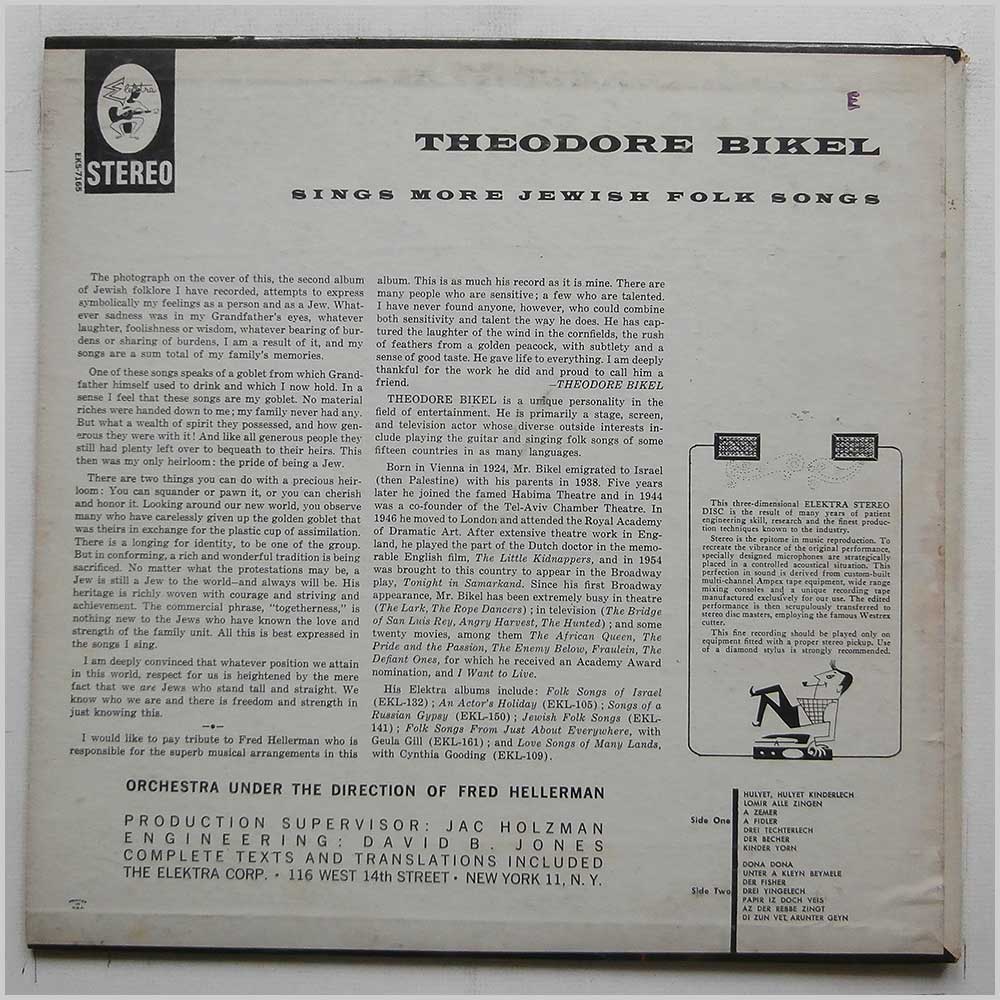 Elektra
EKS-7165
STEREO
E
THEODORE BIKEL
SINGS MORE JEWISH FOLK SONGS
The photograph on the cover of this, the second album
of Jewish folklore I have recorded, attempts to express
symbolically my feelings as a person and as a Jew. What-
ever sadness was in my Grandfather's eyes, whatever
laughter, foolishness or wisdom, whatever bearing of bur-
dens or sharing of burdens, I am a result of it, and my
songs are a sum total of my family's memories.
One of these songs speaks of a goblet from which Grand-
father himself used to drink and which I now hold. In a
sense I feel that these songs are my goblet. No material
riches were handed down to me; my family never had any.
But what a wealth of spirit they possessed, and how gen-
erous they were with it! And like all generous people they
still had plenty left over to bequeath to their heirs. This
then was my only heirloom: the pride of being a Jew.
There are two things you can do with a precious heir-
loom: You can squander or pawn it, or you can cherish
and honor it. Looking around our new world, you observe
many who have carelessly given up the golden goblet that
was theirs in exchange for the plastic cup of assimilation.
There is a longing for identity, to be one of the group.
But in conforming, a rich and wonderful tradition is being
sacrificed. No matter what the protestations may be, a
Jew is still a Jew to the world—and always will be. His
heritage is richly woven with courage and striving and
achievement. The commercial phrase, "togetherness," is
nothing new to the Jews who have known the love and
strength of the family unit. All this is best expressed in
the songs I sing.
I am deeply convinced that whatever position we attain
in this world, respect for us is heightened by the mere
fact that we are Jews who stand tall and straight. We
know who we are and there is freedom and strength in
just knowing this.
I would like to pay tribute to Fred Hellerman who is
responsible for the superb musical arrangements in this
album. This is as much his record as it is mine. There are
many people who are sensitive; a few who are talented.
I have never found anyone, however, who could combine
both sensitivity and talent the way he does. He has cap-
tured the laughter of the wind in the cornfields, the rush
of feathers from a golden peacock, with subtlety and a
sense of good taste. He gave life to everything. I am deeply
thankful for the work he did and proud to call him a
friend. —THEODORE BIKEL
THEODORE BIKEL is a unique personality in the
field of entertainment. He is primarily a stage, screen,
and television actor whose diverse outside interests in-
clude playing the guitar and singing folk songs of some
fifteen countries in as many languages.
Born in Vienna in 1924, Mr. Bikel emigrated to Israel
(then Palestine) with his parents in 1938. Five years
later he joined the famed Habima Theatre and in 1944
was a co-founder of the Tel-Aviv Chamber Theatre. In
1946 he moved to London and attended the Royal Academy
of Dramatic Art. After extensive theatre work in Eng-
land, he played the part of the Dutch doctor in the memo-
rable English film, The Little Kidnappers, and in 1954
was brought to this country to appear in the Broadway
play, Tonight in Samarkand. Since his first Broadway
appearance, Mr. Bikel has been extremely busy in theatre
(The Lark, The Rope Dancers); in television (The Bridge
of San Luis Rey, Angry Harvest, The Hunted); and some
twenty movies, among them The African Queen, The
Pride and the Passion, The Enemy Below, Fraulein, The
Defiant Ones, for which he received an Academy Award
nomination, and I Want to Live.
His Elektra albums include: Folk Songs of Israel
(EKL-132); An Actor's Holiday (EKL-105); Songs of a
Russian Gypsy (EKL-150); Jewish Folk Songs (EKL-
141); Folk Songs From Just About Everywhere, with
Geula Gill (EKL-161); and Love Songs of Many Lands,
with Cynthia Gooding (EKL-109).
This three-dimensional ELEKTRA STEREO
DISC is the result of many years of patient
engineering skill, research and the finest produc-
tion techniques known to the industry.
Stereo is the epitome in music reproduction. To
recreate the vibrance of the original performance,
specially designed microphones are strategically
placed in a controlled acoustical situation. This
perfection in sound is derived from custom-built
multi-channel Ampex tape equipment, wide range
mixing consoles and a unique recording tape
manufactured exclusively for our use. The edited
performance is then scrupulously transferred to
stereo disc masters, employing the famous Westrex
cutter.
This fine recording should be played only on
equipment fitted with a proper stereo pickup. Use
of a diamond stylus is strongly recommended.
ORCHESTRA UNDER THE DIRECTION OF FRED HELLERMAN
PRODUCTION SUPERVISOR: JAC HOLZMAN
ENGINEERING: DAVID B. JONES
COMPLETE TEXTS AND TRANSLATIONS INCLUDED
THE ELEKTRA CORP. • 116 WEST 14th STREET • NEW YORK 11, N. Y.
Side One
HULYET, HULYET KINDERLECH
LOMIR ALLE ZINGEN
A ZEMER
A FIDLER
DREI TECHTERLECH
DER BECHER
KINDER YORN
Side Two
DONA DONA
UNTER A KLEYN BEYMELE
DER FISHER
DREI YINGELECH
PAPIR IZ DOCH VEIS
AZ DER REBBE ZINGT
DI ZUN VET ARUNTER GEYN